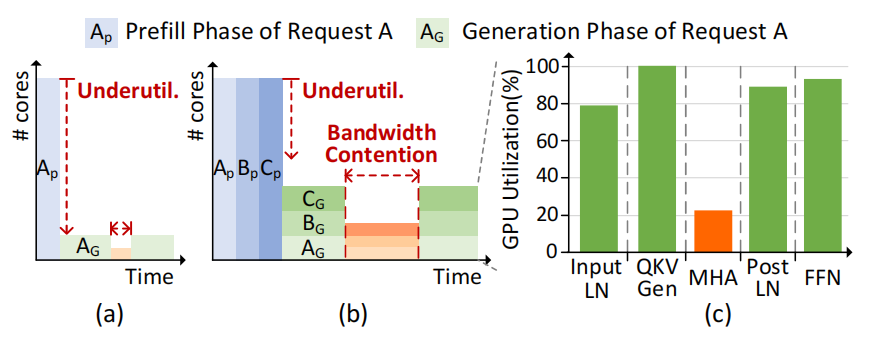 Ap Prefill Phase of Request A
AG Generation Phase of Request A
# cores
Underutil.
Ap
AG
Time
(a)
# cores
Underutil.
Bandwidth
Contention
Ap Bp Cp
CG
BG
AG
Time
(b)
GPU Utilization(%)
100
80
60
40
20
0
Input
LN
QKV
Gen
MHA
Post
LN
FFN
(c)